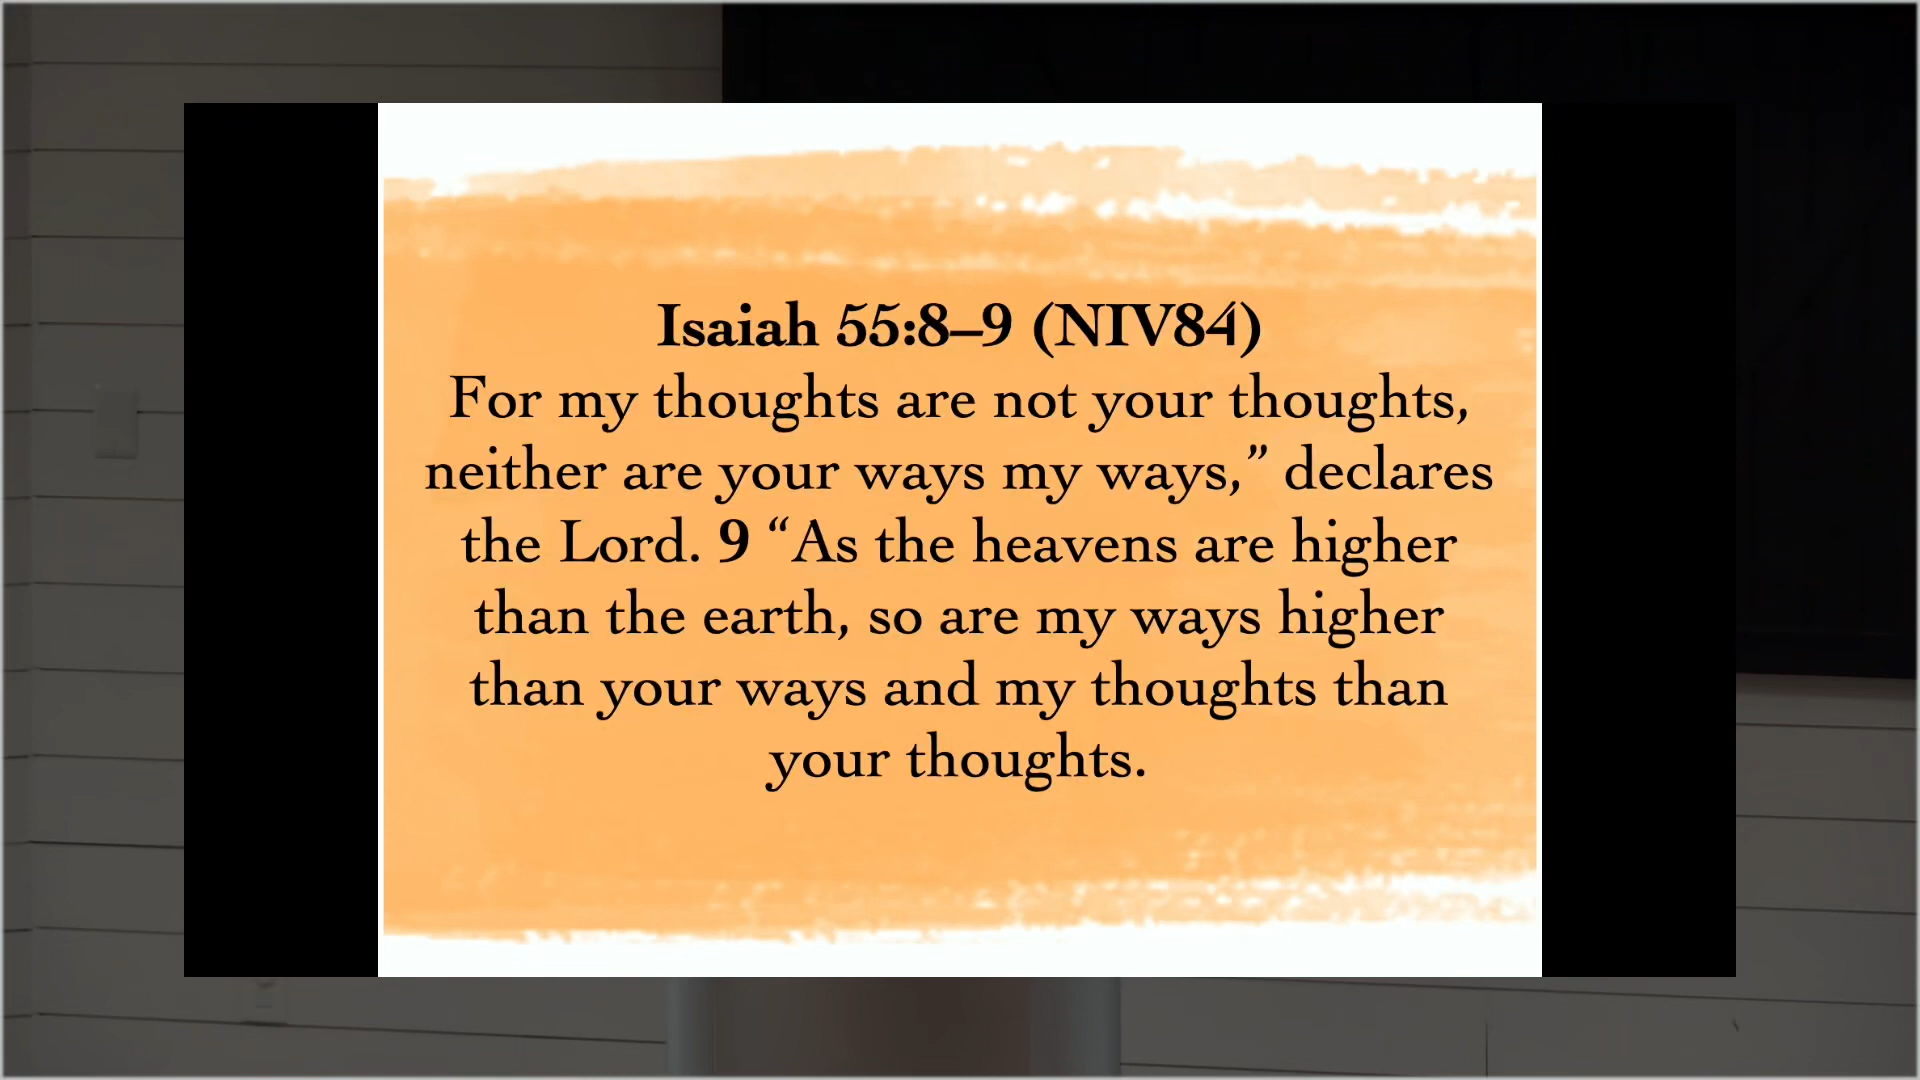 Isaiah 55:8–9 (NIV84)
For my thoughts are not your thoughts,
neither are your ways my ways,” declares
the Lord. 9 “As the heavens are higher
than the earth, so are my ways higher
than your ways and my thoughts than
your thoughts.